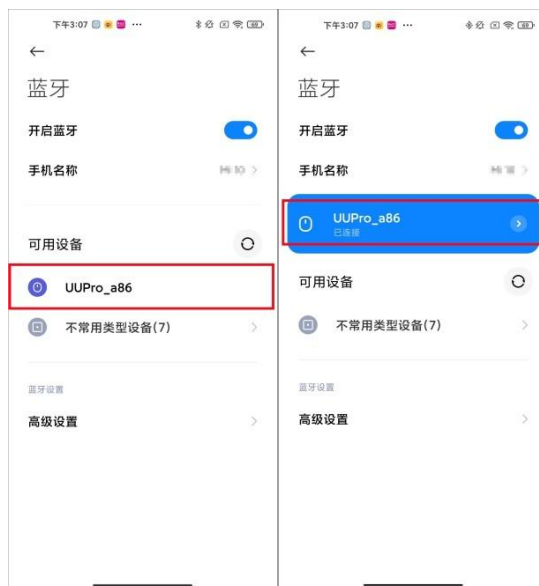 下午3:07
蓝牙
开启蓝牙
手机名称
可用设备
UUPro_a86
不常用类型设备(7)
蓝牙设置
高级设置
下午3:07
蓝牙
开启蓝牙
手机名称
UUPro_a86
已连接
可用设备
不常用类型设备(7)
蓝牙设置
高级设置